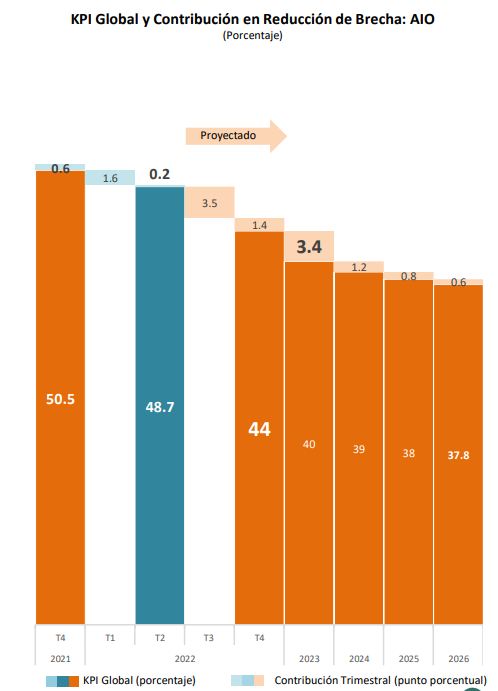 KPI Global y Contribución en Reducción de Brecha: AIO
(Porcentaje)
Proyectado
0.6
1.6
0.2
3.5
1.4
3.4
1.2
0.8
0.6
50.5
48.7
44
40
39
38
37.8
T4
T1
T2
T3
T4
2021
2022
2023
2024
2025
2026
KPI Global (porcentaje)
Contribución Trimestral (punto porcentual)